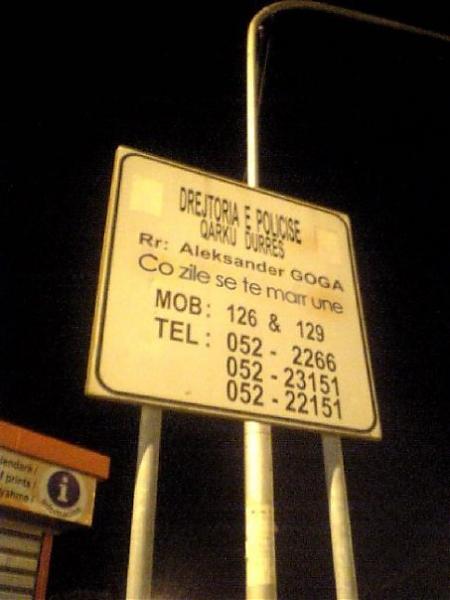 DREJTORIA E POLICISE
QARKU DURRES
Rr: Aleksander GOGA
Co zile se te marr une
MOB: 126 & 129
TEL: 052 - 2266
052 - 23151
052 - 22151
prints /
i